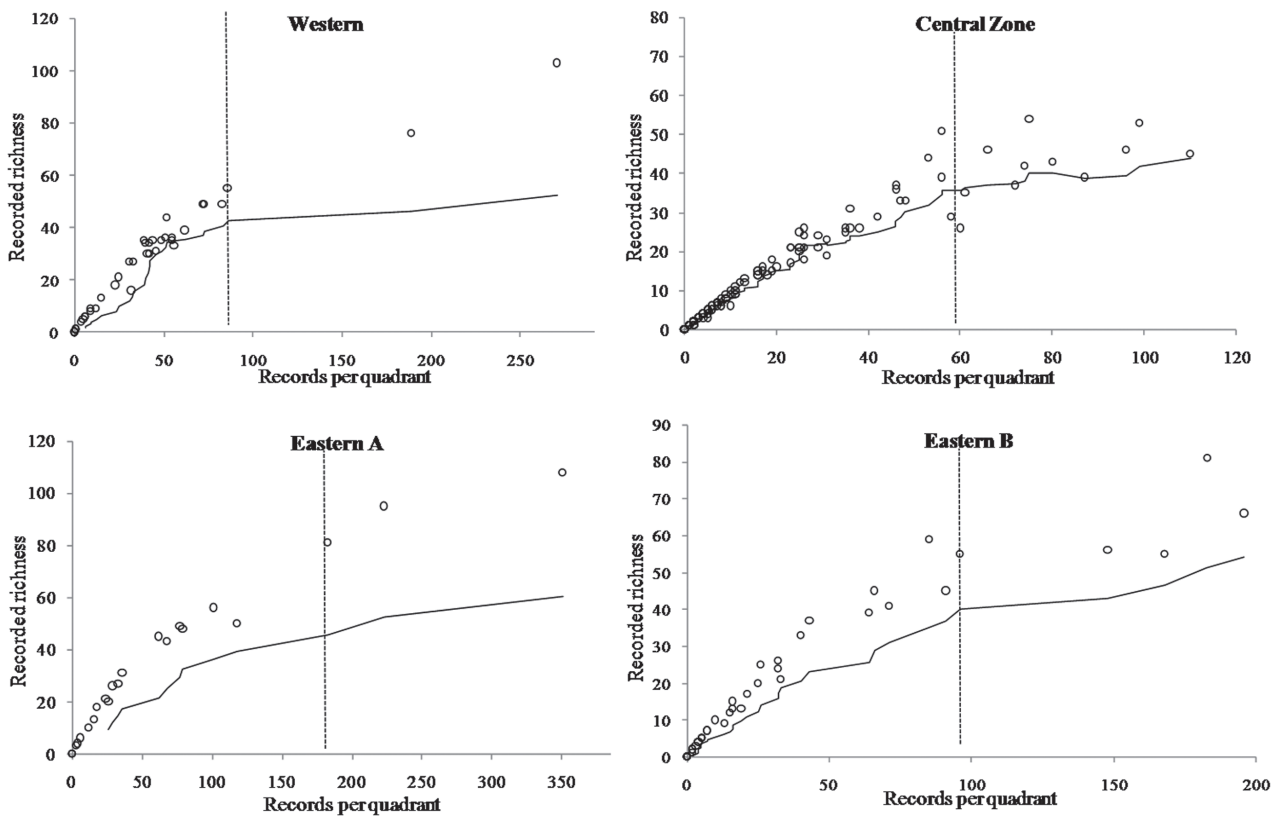 Western
120
100
80
60
40
20
0
Recorded richness
0 50 100 150 200 250
Records per quadrant
Central Zone
80
70
60
50
40
30
20
10
0
Recorded richness
0 20 40 60 80 100 120
Records per quadrant
Eastern A
120
100
80
60
40
20
0
Recorded richness
0 50 100 150 200 250 300 350
Records per quadrant
Eastern B
90
80
70
60
50
40
30
20
10
0
Recorded richness
0 50 100 150 200
Records per quadrant